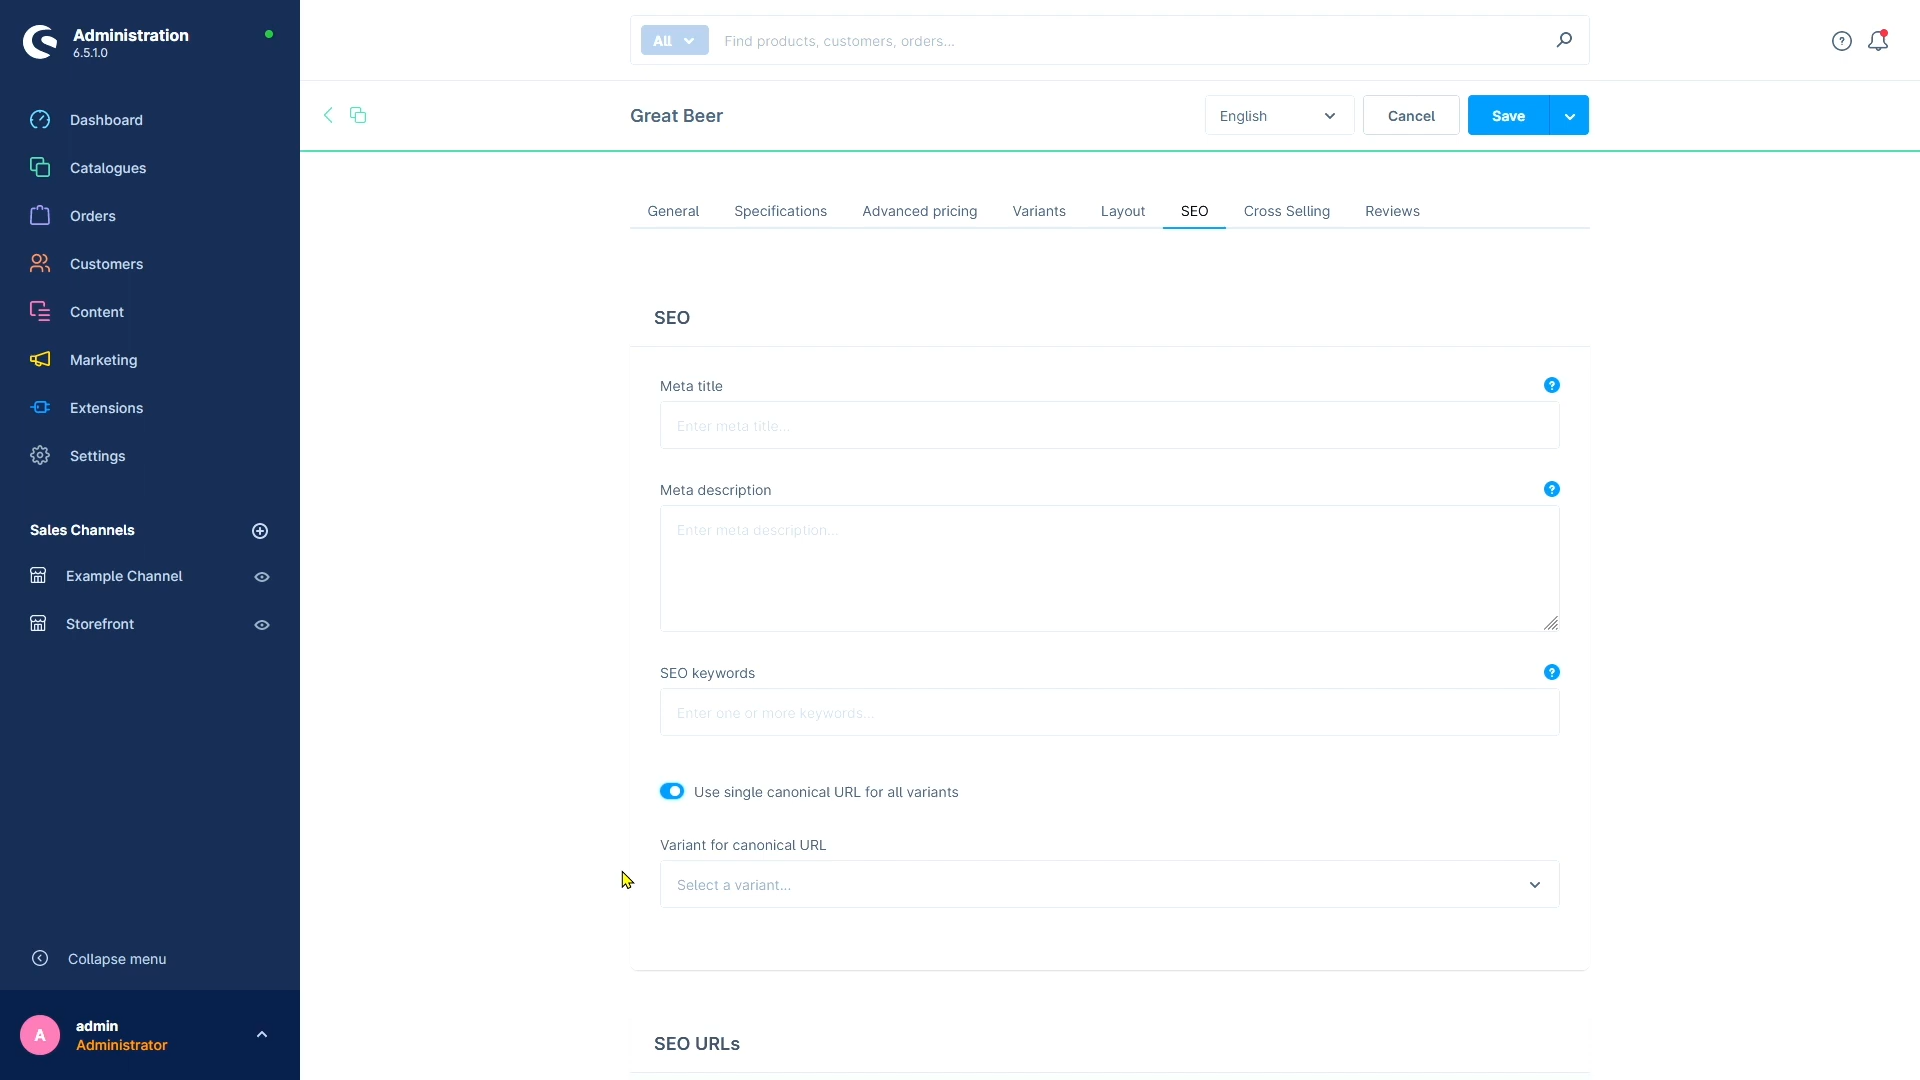 Administration
6.5.1.0
Dashboard
Catalogues
Orders
Customers
Content
Marketing
Extensions
Settings
Sales Channels
Example Channel
Storefront
Collapse menu
A
admin
Administrator
All
Find products, customers, orders...
Great Beer
English
Cancel
Save
General
Specifications
Advanced pricing
Variants
Layout
SEO
Cross Selling
Reviews
SEO
Meta title
Enter meta title...
Meta description
Enter meta description...
SEO keywords
Enter one or more keywords...
Use single canonical URL for all variants
Variant for canonical URL
Select a variant...
SEO URLs